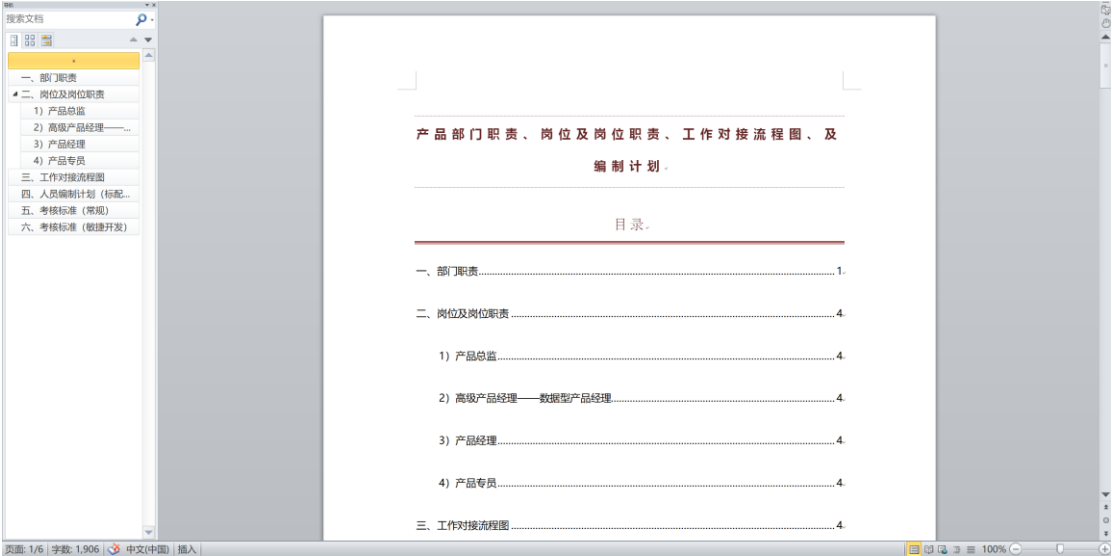 导航
搜索文档
一、部门职责
二、岗位及岗位职责
1）产品总监
2）高级产品经理——...
3）产品经理
4）产品专员
三、工作对接流程图
四、人员编制计划（标配...
五、考核标准（常规）
六、考核标准（敏捷开发）
产品部门职责、岗位及岗位职责、工作对接流程图、及
编制计划
目录
一、部门职责 1
二、岗位及岗位职责 4
1）产品总监 4
2）高级产品经理——数据型产品经理 4
3）产品经理 4
4）产品专员 4
三、工作对接流程图 4
页面: 1/6 字数: 1,906 中文(中国) 插入 100%